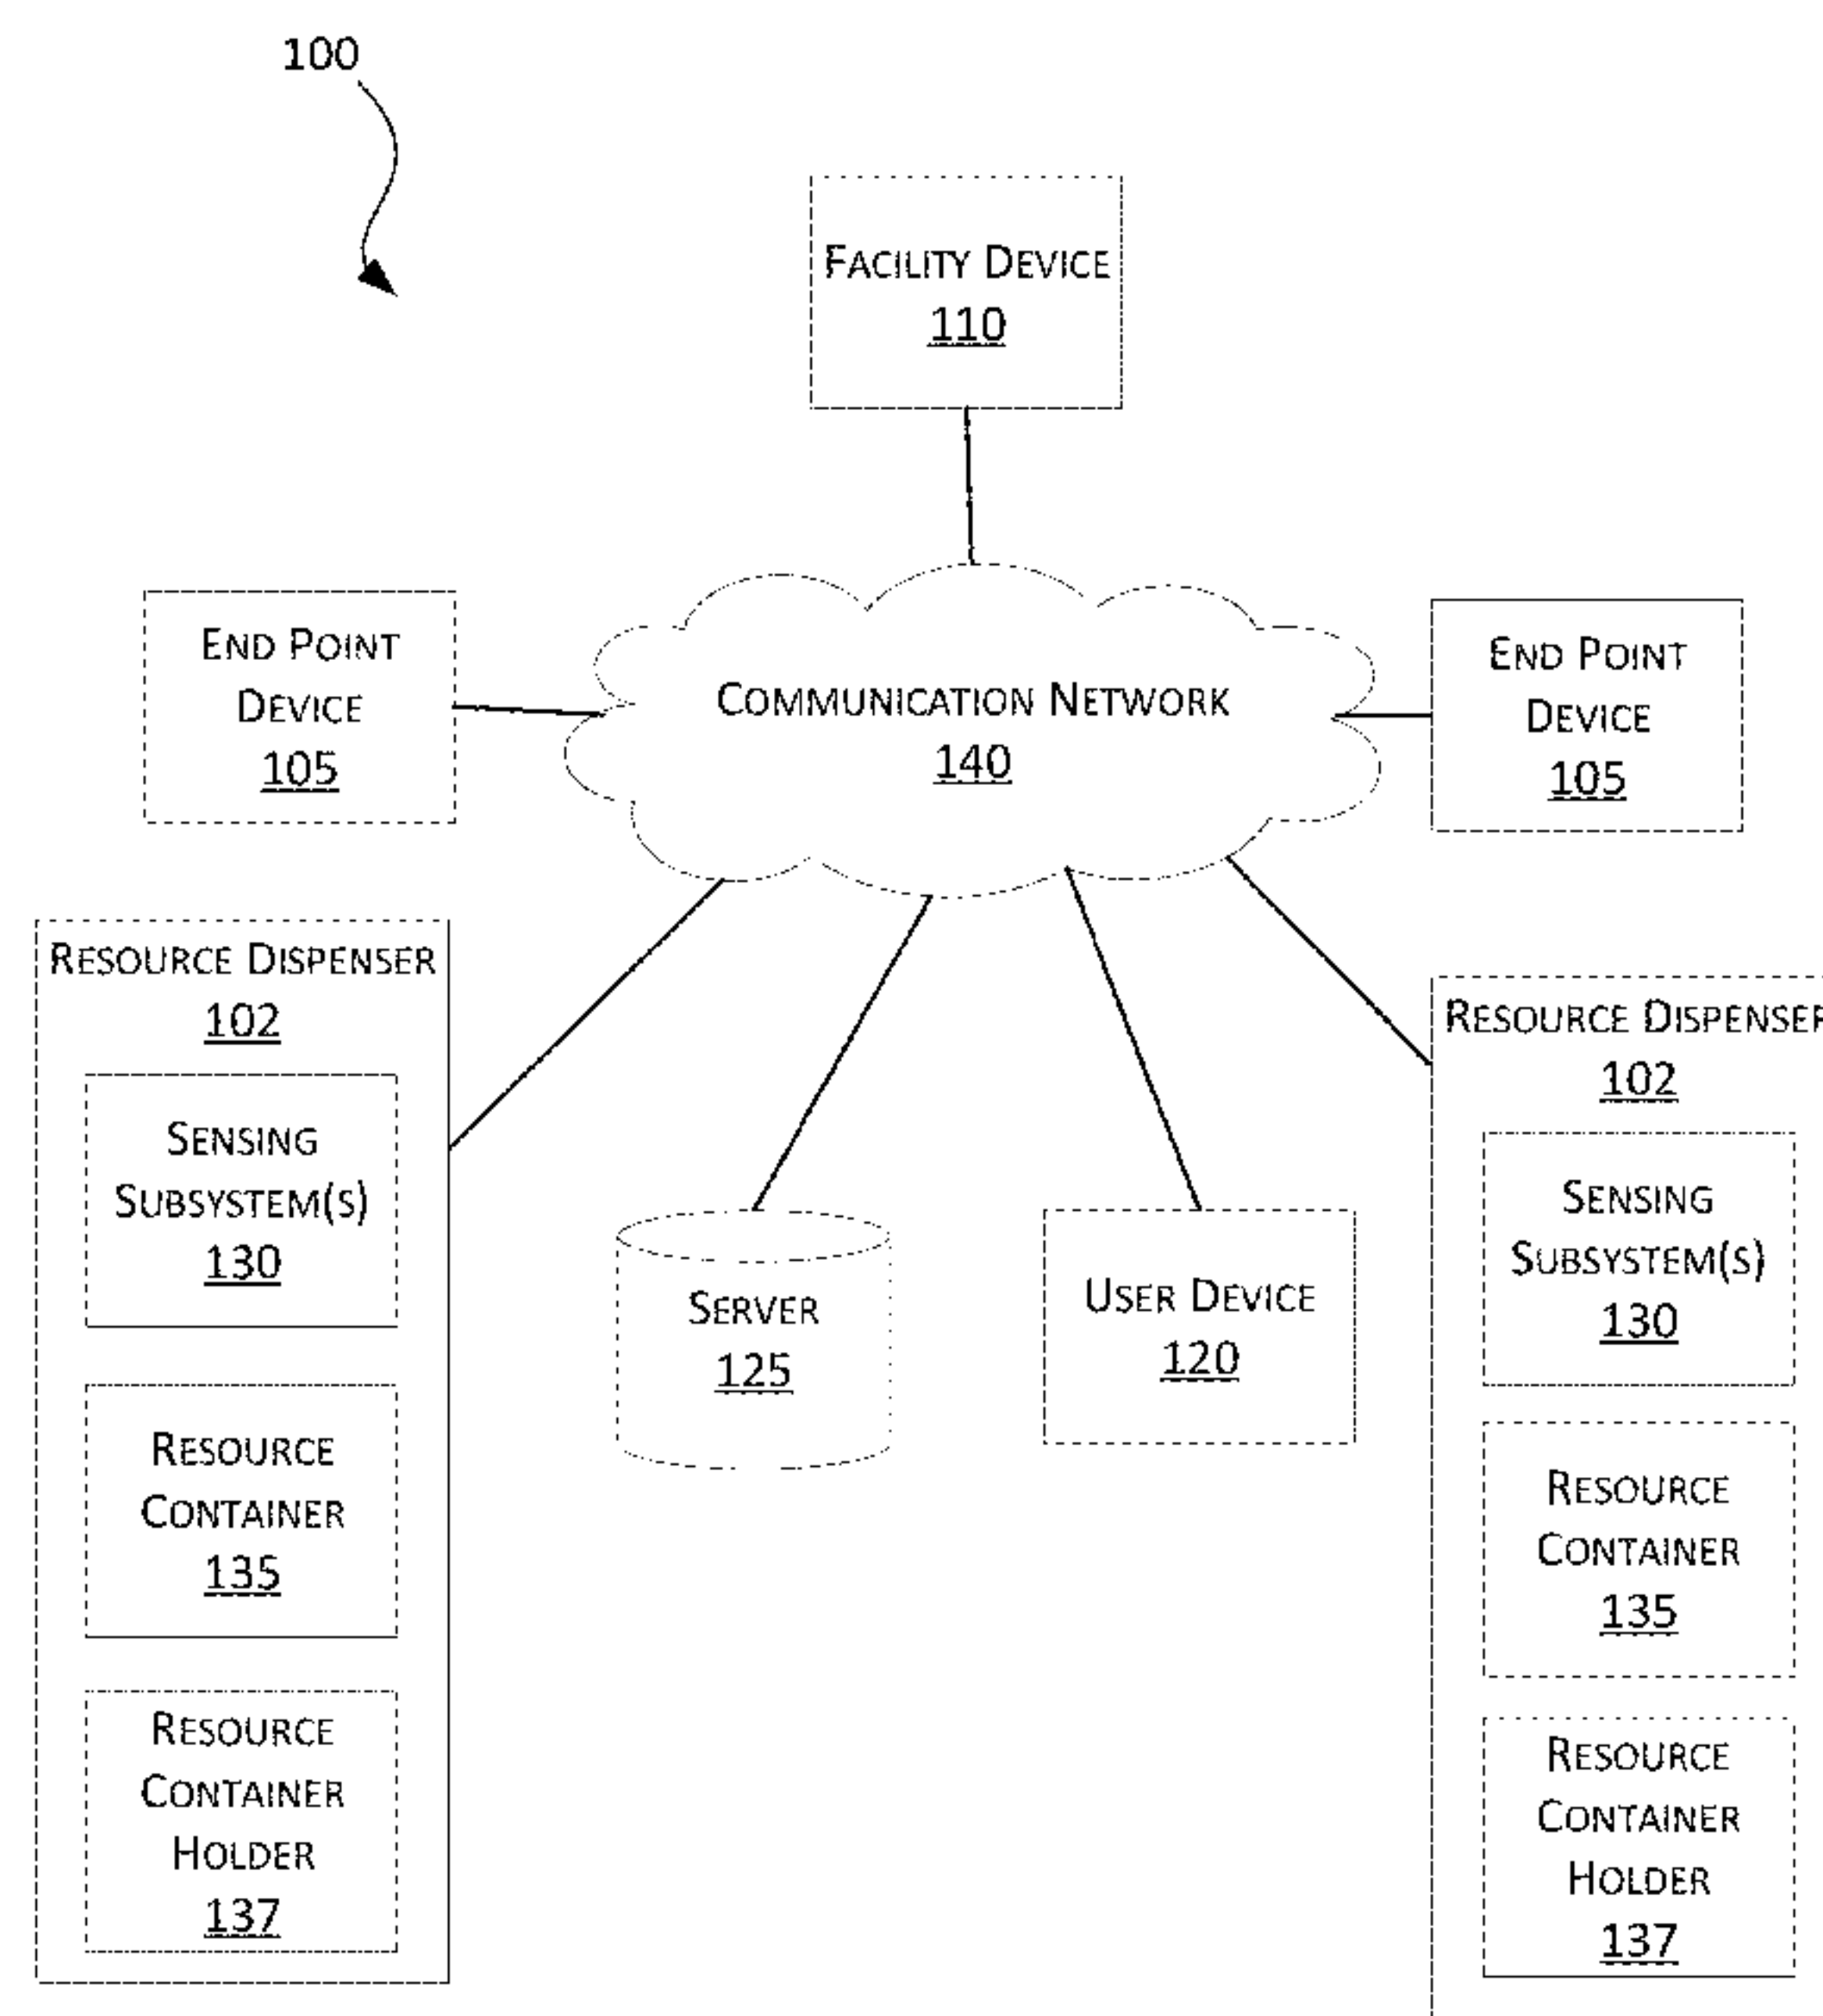 100
FACILITY DEVICE
110
END POINT
DEVICE
105
COMMUNICATION NETWORK
140
END POINT
DEVICE
105
RESOURCE DISPENSER
102
SENSING
SUBSYSTEM(S)
130
RESOURCE
CONTAINER
135
RESOURCE
CONTAINER
HOLDER
137
SERVER
125
USER DEVICE
120
RESOURCE DISPENSER
102
SENSING
SUBSYSTEM(S)
130
RESOURCE
CONTAINER
135
RESOURCE
CONTAINER
HOLDER
137